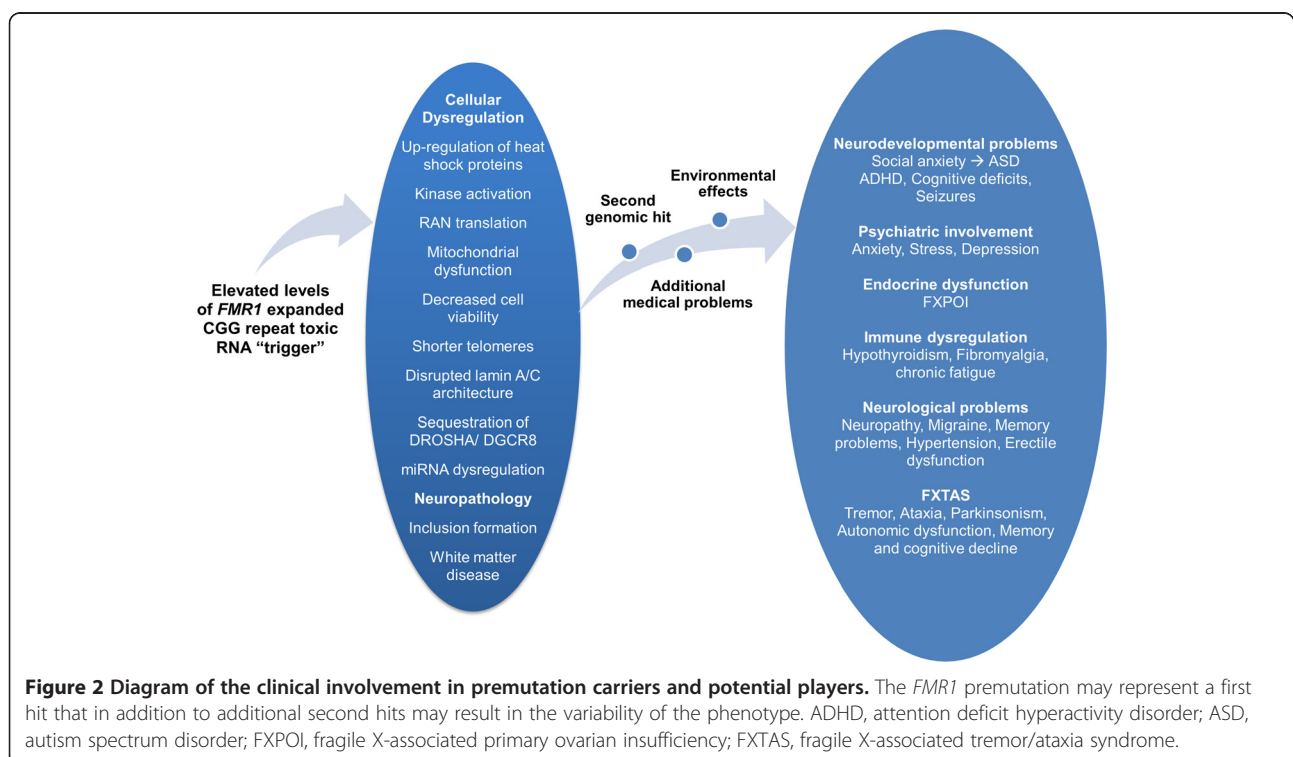 Elevated levels
of FMR1 expanded
CGG repeat toxic
RNA “trigger”
Cellular
Dysregulation
Up-regulation of heat
shock proteins
Kinase activation
RAN translation
Mitochondrial
dysfunction
Decreased cell
viability
Shorter telomeres
Disrupted lamin A/C
architecture
Sequestration of
DROSHA/ DGCR8
miRNA dysregulation
Neuropathology
Inclusion formation
White matter
disease
Second
genomic hit
Environmental
effects
Additional
medical problems
Neurodevelopmental problems
Social anxiety → ASD
ADHD, Cognitive deficits,
Seizures
Psychiatric involvement
Anxiety, Stress, Depression
Endocrine dysfunction
FXPOI
Immune dysregulation
Hypothyroidism, Fibromyalgia,
chronic fatigue
Neurological problems
Neuropathy, Migraine, Memory
problems, Hypertension, Erectile
dysfunction
FXTAS
Tremor, Ataxia, Parkinsonism,
Autonomic dysfunction, Memory
and cognitive decline
Figure 2 Diagram of the clinical involvement in premutation carriers and potential players. The FMR1 premutation may represent a first
hit that in addition to additional second hits may result in the variability of the phenotype. ADHD, attention deficit hyperactivity disorder; ASD,
autism spectrum disorder; FXPOI, fragile X-associated primary ovarian insufficiency; FXTAS, fragile X-associated tremor/ataxia syndrome.